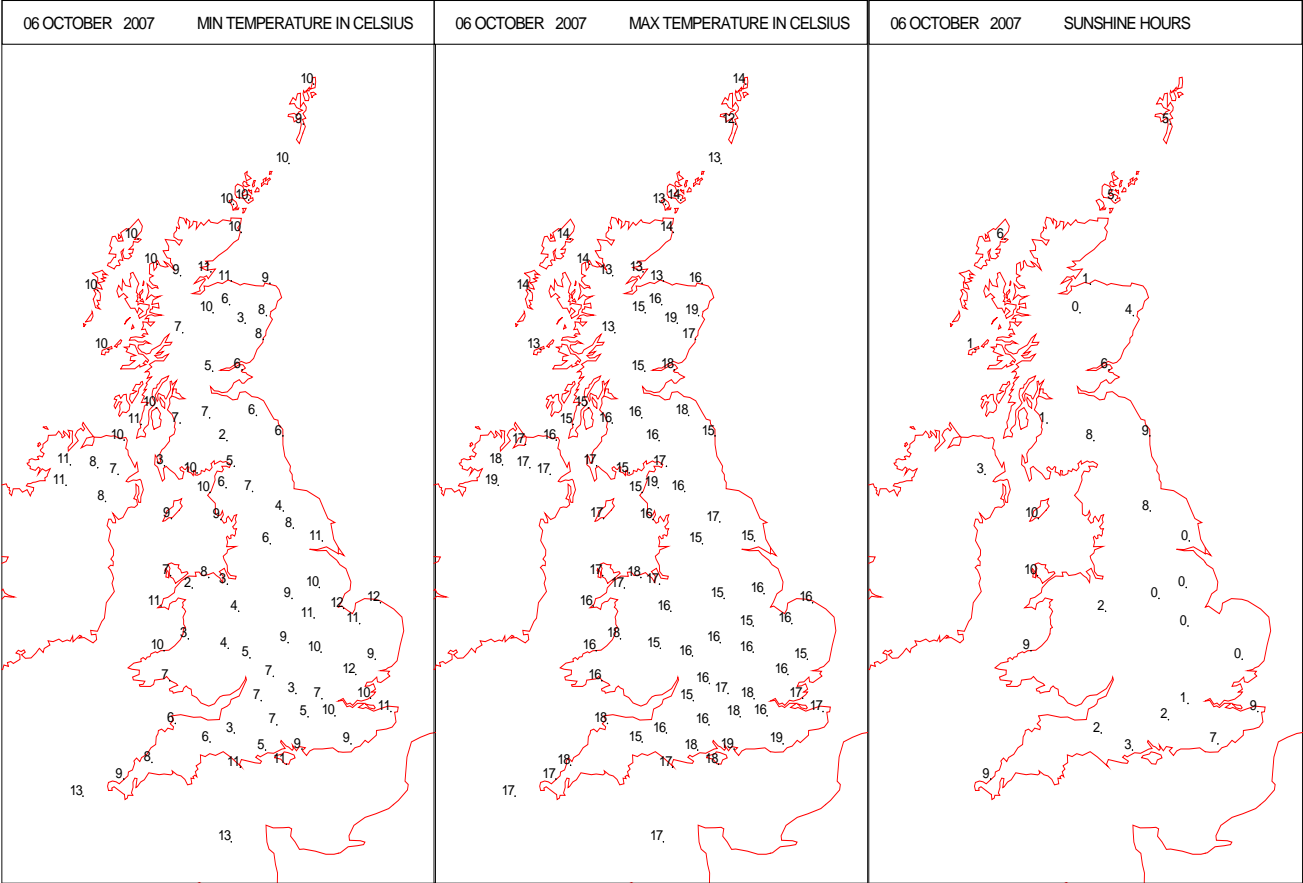 06 OCTOBER 2007 MIN TEMPERATURE IN CELSIUS
10
9
10
10 10
10
10
10
9 11 11 9
10
6
10 8
3
7 8
10
5 6
10
11 7 7 6
10 2 6
11 8 7 3 10 5
11 10 6 7
8
9 9 4
8
6 11
7 8 3
2 10
11 9 12 12
4 11 11
3 4 9
10 5 10 9
7 7 12
7 3 7 10
5 10 11
6 3 7
6 5 9 9
8 11 11
9
13
13
06 OCTOBER 2007 MAX TEMPERATURE IN CELSIUS
14
12
13
13 14
14
14
14
13 13 13 16
14
16
15 19
19
13 17
13
15 18
15
15 16 16 18
17 16 16 15
18 17 17 17 15 17
19 15 19 16
17 16 17
15 15
17 18 17
17 16
16 15 16
16 15 16
18 15 16
16 16 16 15
16 16 16
15 17 18 17
18 16 17
18 16 16
15 18 19 19
18 17 18
17
17
17
06 OCTOBER 2007 SUNSHINE HOURS
5
5
6
1
0 4
1
6
1
8 9
3
8
10
0
10
0
2 0
0
9
0
1
2 9
2 3 7
9